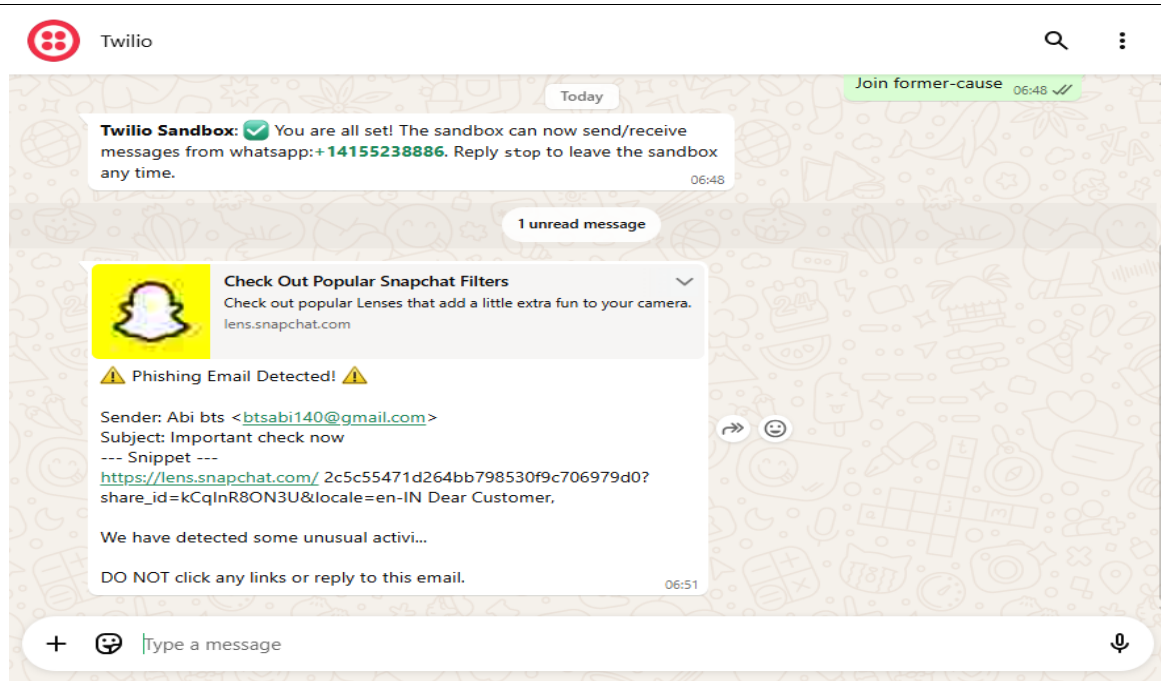 Twilio
Join former-cause 06:48
Today
Twilio Sandbox: ✅ You are all set! The sandbox can now send/receive
messages from whatsapp:+14155238886. Reply stop to leave the sandbox
any time.
06:48
1 unread message
Check Out Popular Snapchat Filters
Check out popular Lenses that add a little extra fun to your camera.
lens.snapchat.com
⚠️ Phishing Email Detected! ⚠️
Sender: Abi bts <btsabi140@gmail.com>
Subject: Important check now
--- Snippet ---
https://lens.snapchat.com/ 2c5c55471d264bb798530f9c706979d0?
share_id=kCqlnR8ON3U&locale=en-IN Dear Customer,
We have detected some unusual activi...
DO NOT click any links or reply to this email.
06:51
Type a message